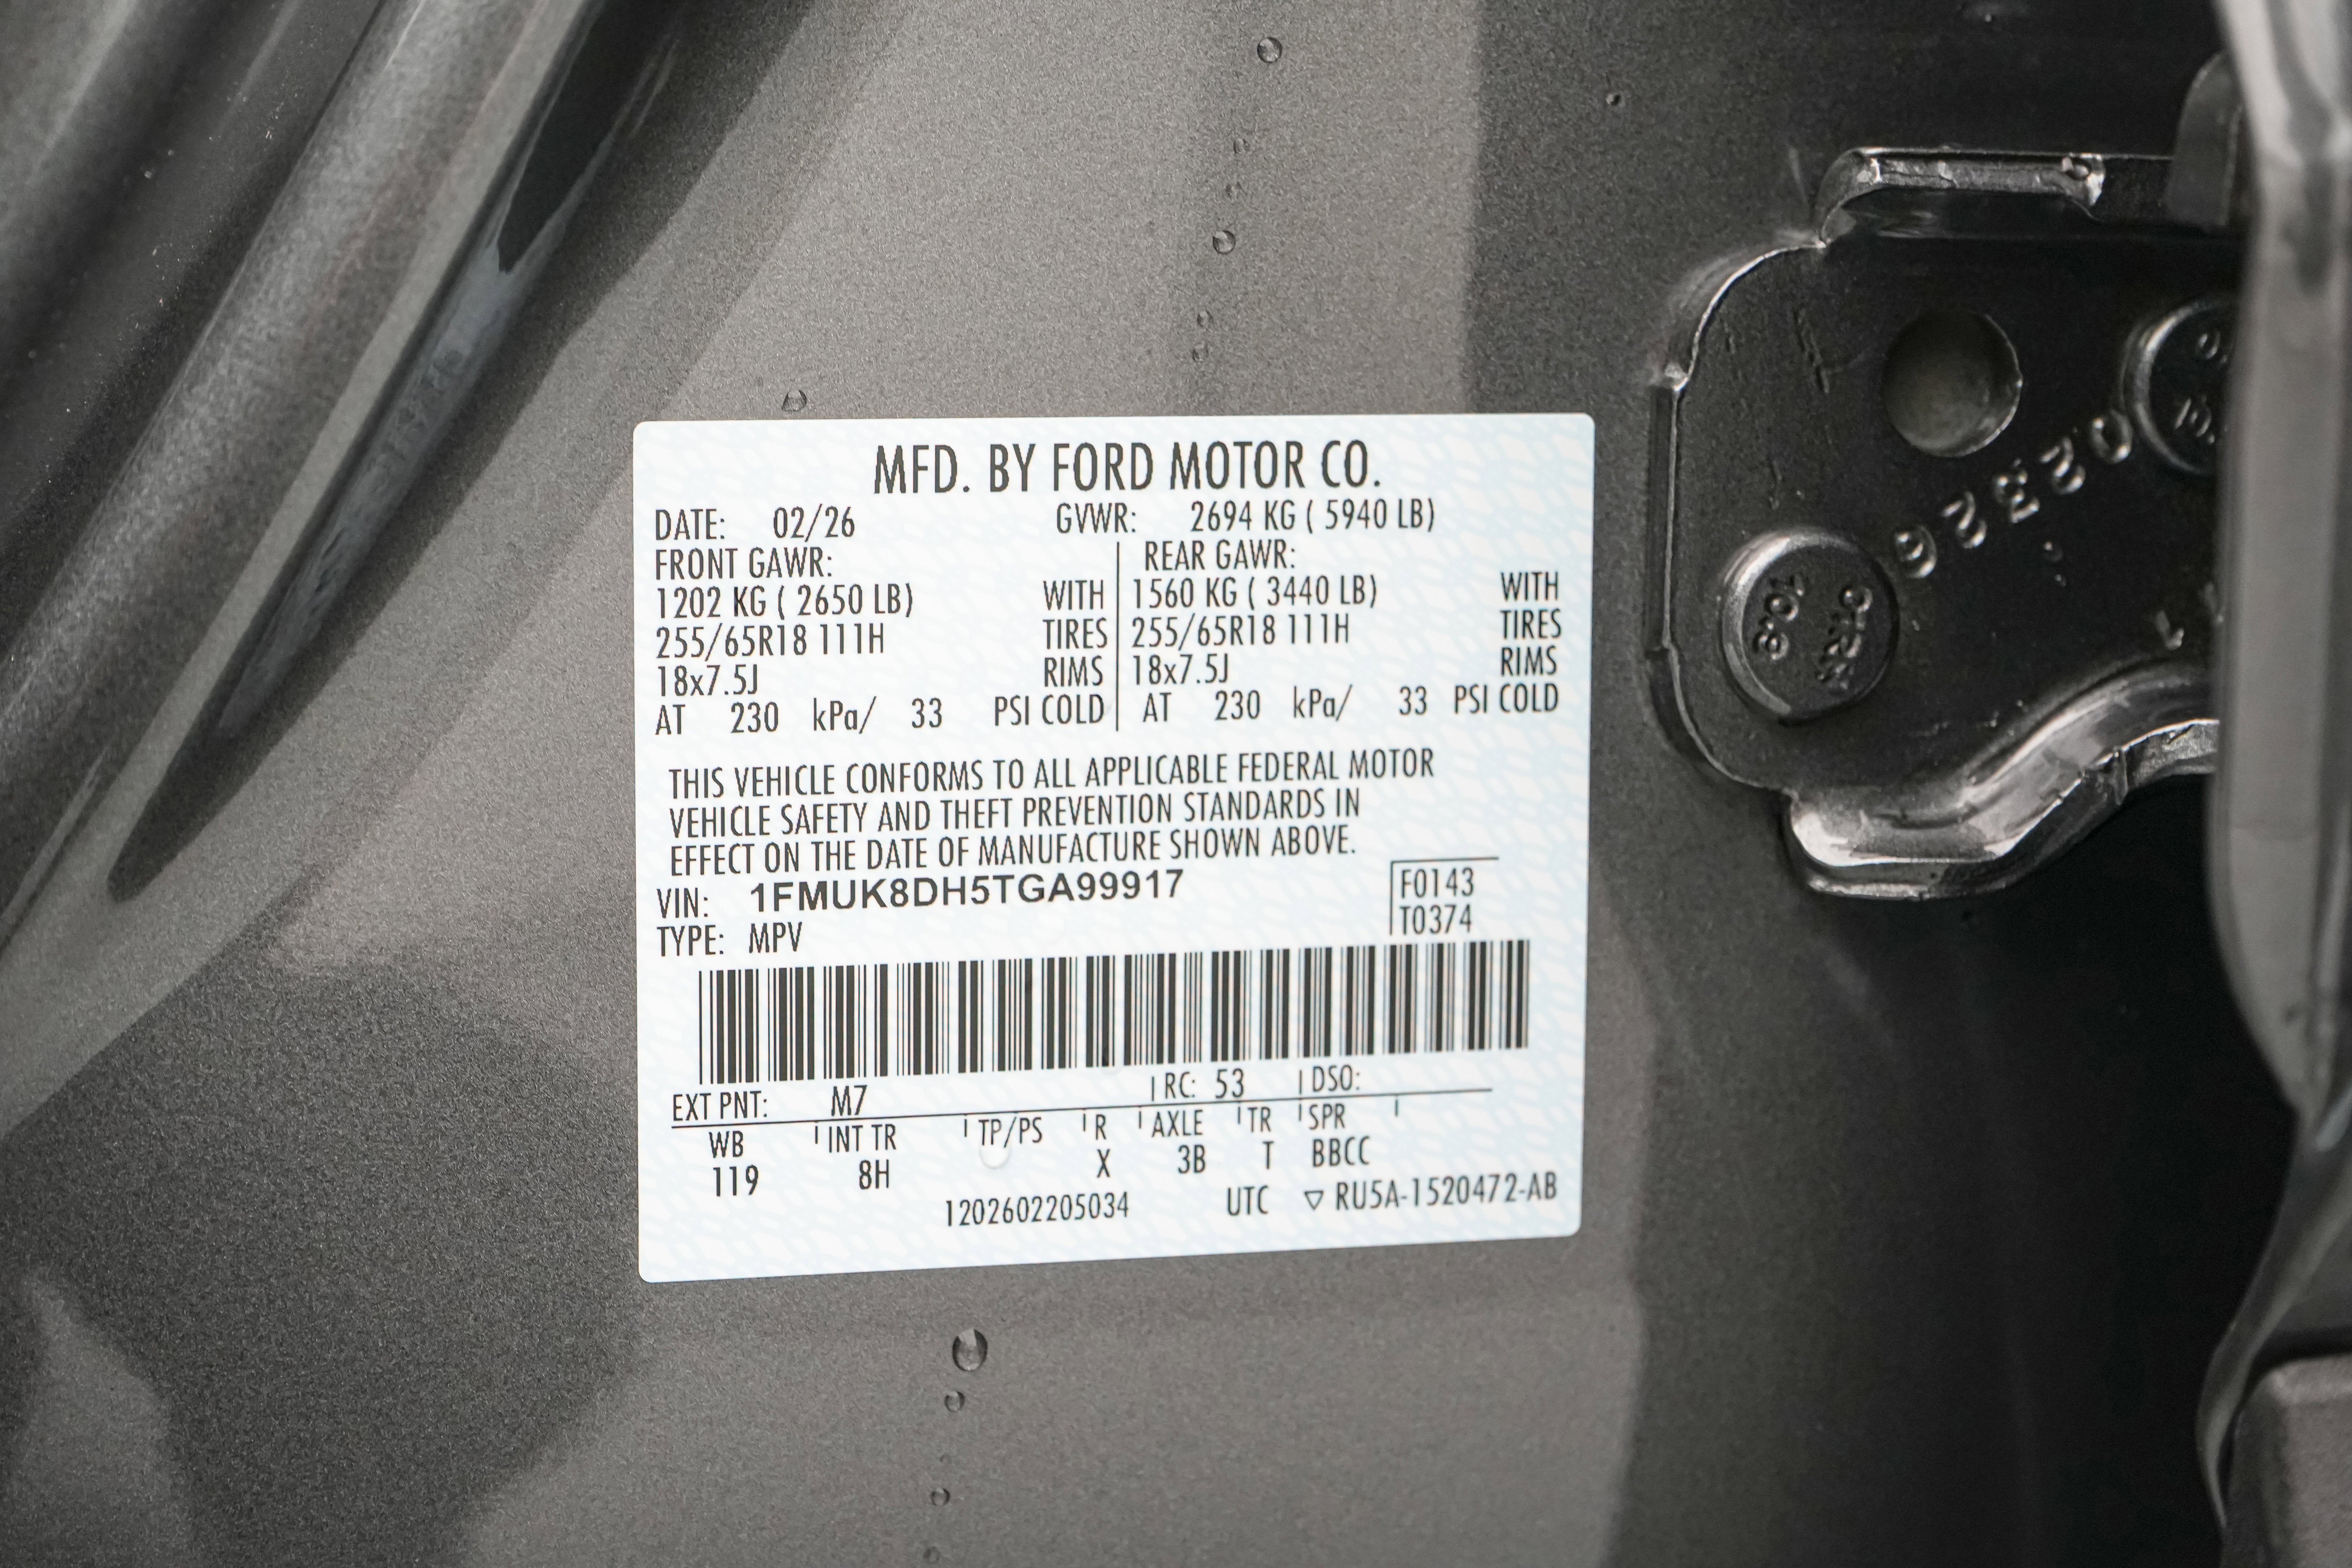 MFD. BY FORD MOTOR CO.
DATE: 02/26 GVWR: 2694 KG ( 5940 LB)
FRONT GAWR: REAR GAWR:
1202 KG ( 2650 LB) WITH 1560 KG ( 3440 LB) WITH
255/65R18 111H TIRES 255/65R18 111H TIRES
18x7.5J RIMS 18x7.5J RIMS
AT 230 kPa/ 33 PSI COLD AT 230 kPa/ 33 PSI COLD
THIS VEHICLE CONFORMS TO ALL APPLICABLE FEDERAL MOTOR
VEHICLE SAFETY AND THEFT PREVENTION STANDARDS IN
EFFECT ON THE DATE OF MANUFACTURE SHOWN ABOVE.
VIN: 1FMUK8DH5TGA99917 F0143
TYPE: MPV T0374
EXT PNT: M7 RC: 53 DSO:
WB INT TR TP/PS R AXLE TR SPR
119 8H X 3B T BBCC
1202602205034 UTC ▽ RU5A-1520472-AB
10.9